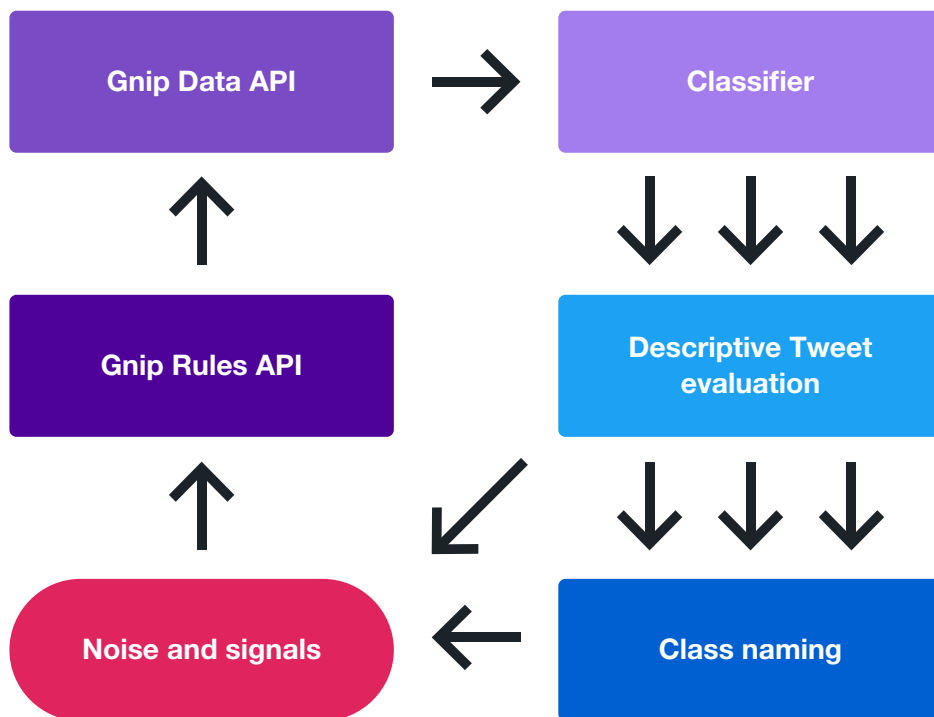 Gnip Data API
Classifier
Gnip Rules API
Descriptive Tweet
evaluation
Noise and signals
Class naming